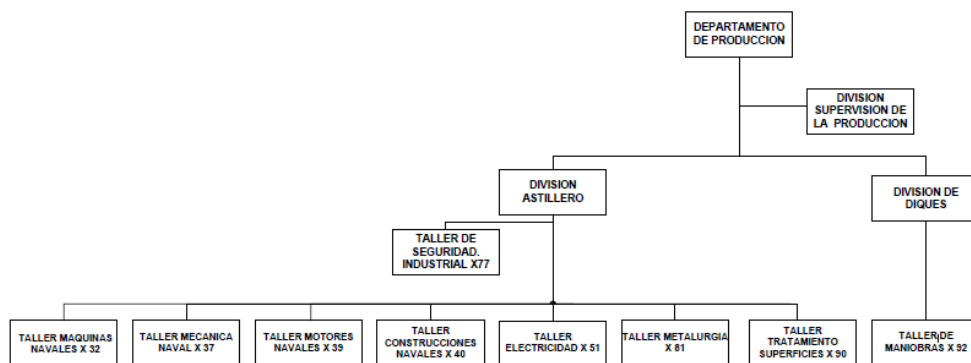 DEPARTAMENTO
DE PRODUCCION
DIVISION
SUPERVISION DE
LA PRODUCCION
DIVISION
ASTILLERO
DIVISION DE
DIQUES
TALLER DE
SEGURIDAD.
INDUSTRIAL X77
TALLER MAQUINAS
NAVALES X 32
TALLER MECANICA
NAVAL X 37
TALLER MOTORES
NAVALES X 39
TALLER
CONSTRUCCIONES
NAVALES X 40
TALLER
ELECTRICIDAD X 51
TALLER METALURGIA
X 81
TALLER
TRATAMIENTO
SUPERFICIES X 90
TALLER DE
MANIOBRAS X 92